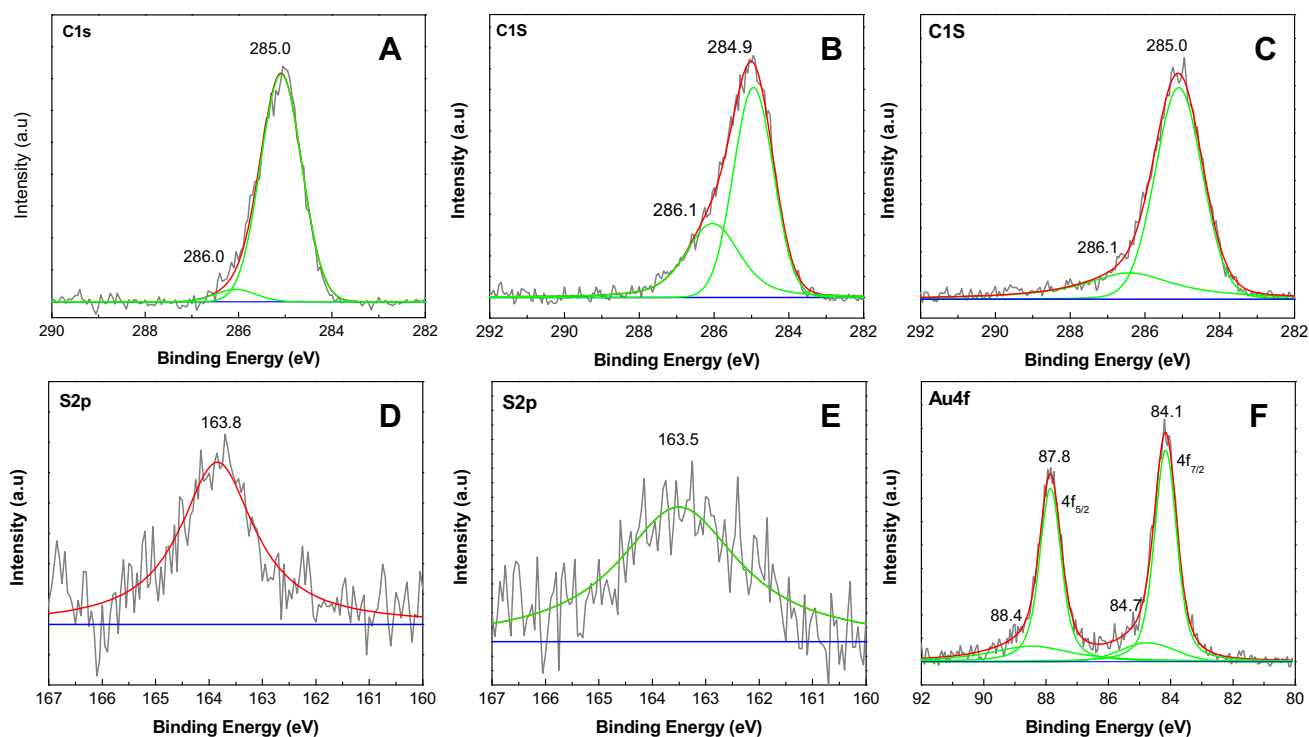 C1s
A
285.0
286.0
Intensity (a.u)
290 288 286 284 282
Binding Energy (eV)
C1S
B
284.9
286.1
Intensity (a.u)
292 290 288 286 284 282
Binding Energy (eV)
C1S
C
285.0
286.1
Intensity (a.u)
292 290 288 286 284 282
Binding Energy (eV)
S2p
D
163.8
Intensity (a.u)
167 166 165 164 163 162 161 160
Binding Energy (eV)
S2p
E
163.5
Intensity (a.u)
167 166 165 164 163 162 161 160
Binding Energy (eV)
Au4f
F
84.1
87.8
4f7/2
4f5/2
84.7
88.4
Intensity (a.u)
92 90 88 86 84 82 80
Binding Energy (eV)